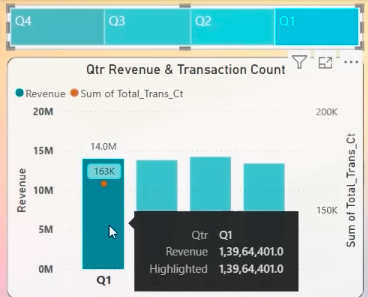 Q4 Q3 Q2 Q1
Qtr Revenue & Transaction Count
Revenue Sum of Total_Trans_Ct
20M 200K
14.0M
15M
163K
10M
150K
5M
0M
Q1
Revenue
Sum of Total_Trans_Ct
Qtr Q1
Revenue 1,39,64,401.0
Highlighted 1,39,64,401.0